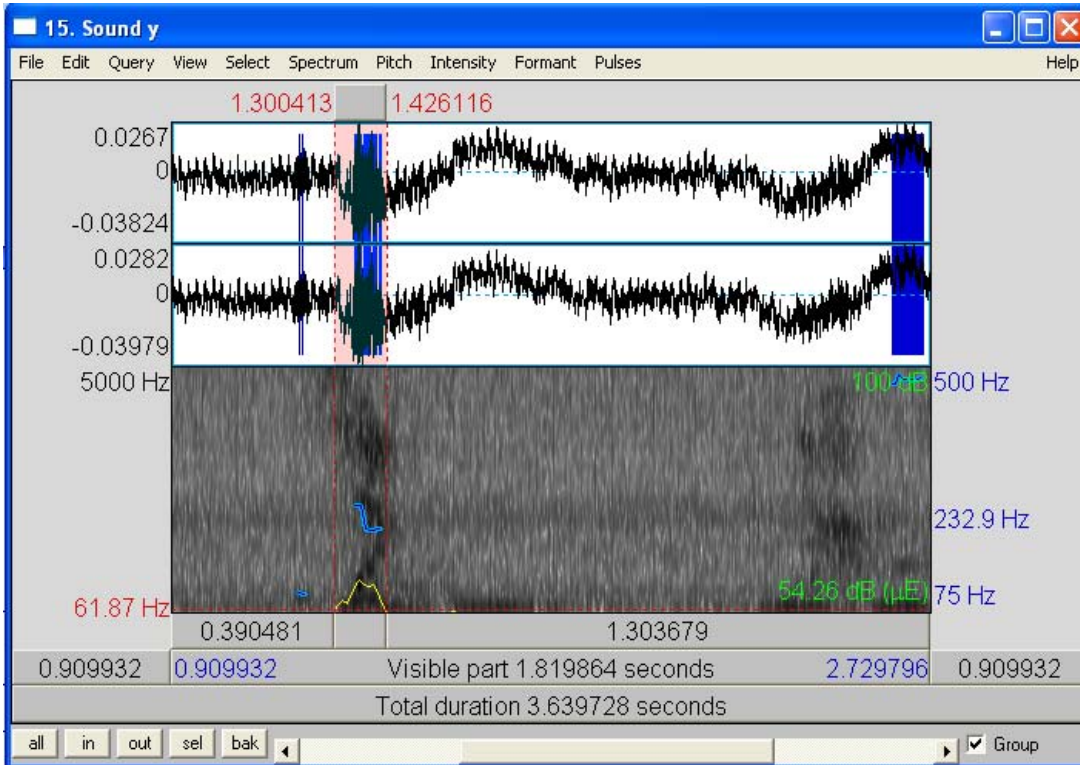 15. Sound y
File Edit Query View Select Spectrum Pitch Intensity Formant Pulses Help
1.300413 1.426116
0.0267
0
-0.03824
0.0282
0
-0.03979
5000 Hz 100 dB 500 Hz
232.9 Hz
61.87 Hz 54.26 dB (µE) 75 Hz
0.390481 1.303679
0.909932 0.909932 Visible part 1.819864 seconds 2.729796 0.909932
Total duration 3.639728 seconds
all in out sel bak Group